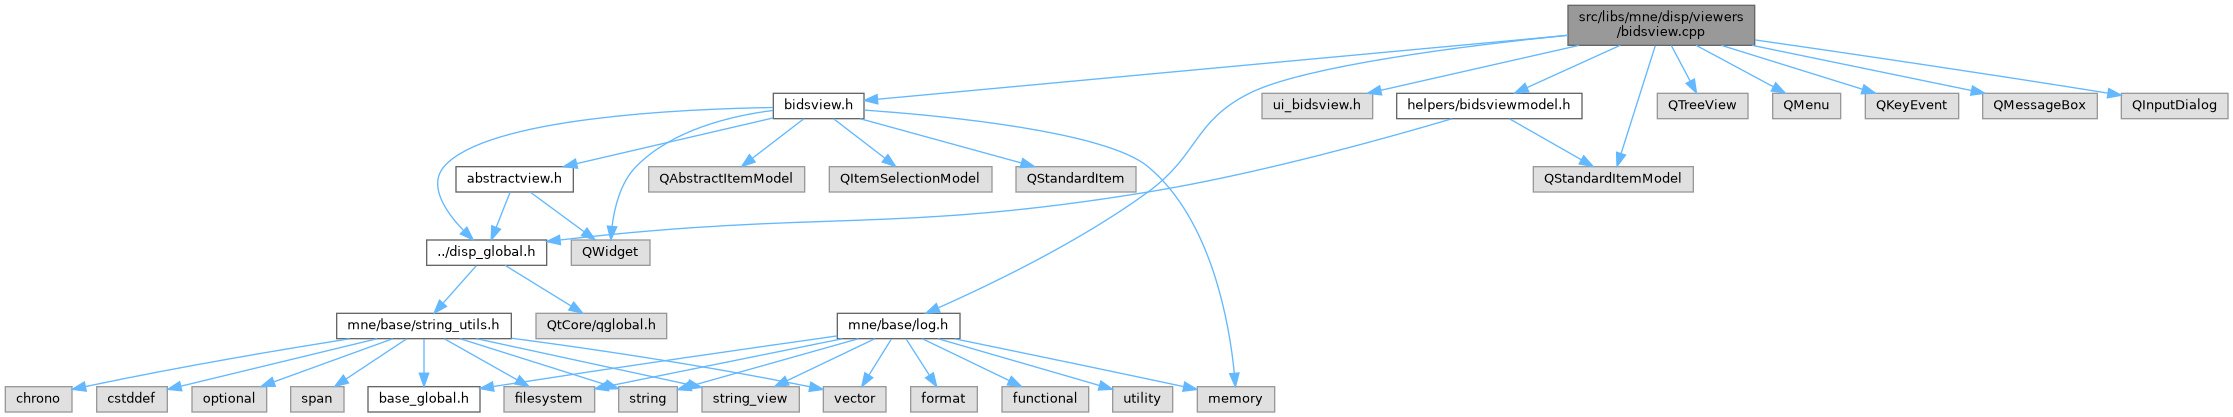 src/libs/mne/disp/viewers
/bidsview.cpp
bidsview.h
ui_bidsview.h
helpers/bidsviewmodel.h
QTreeView
QMenu
QKeyEvent
QMessageBox
QInputDialog
abstractview.h
QAbstractItemModel
QItemSelectionModel
QStandardItem
QStandardItemModel
../disp_global.h
QWidget
mne/base/string_utils.h
QtCore/qglobal.h
mne/base/log.h
chrono
cstddef
optional
span
base_global.h
filesystem
string
string_view
vector
format
functional
utility
memory